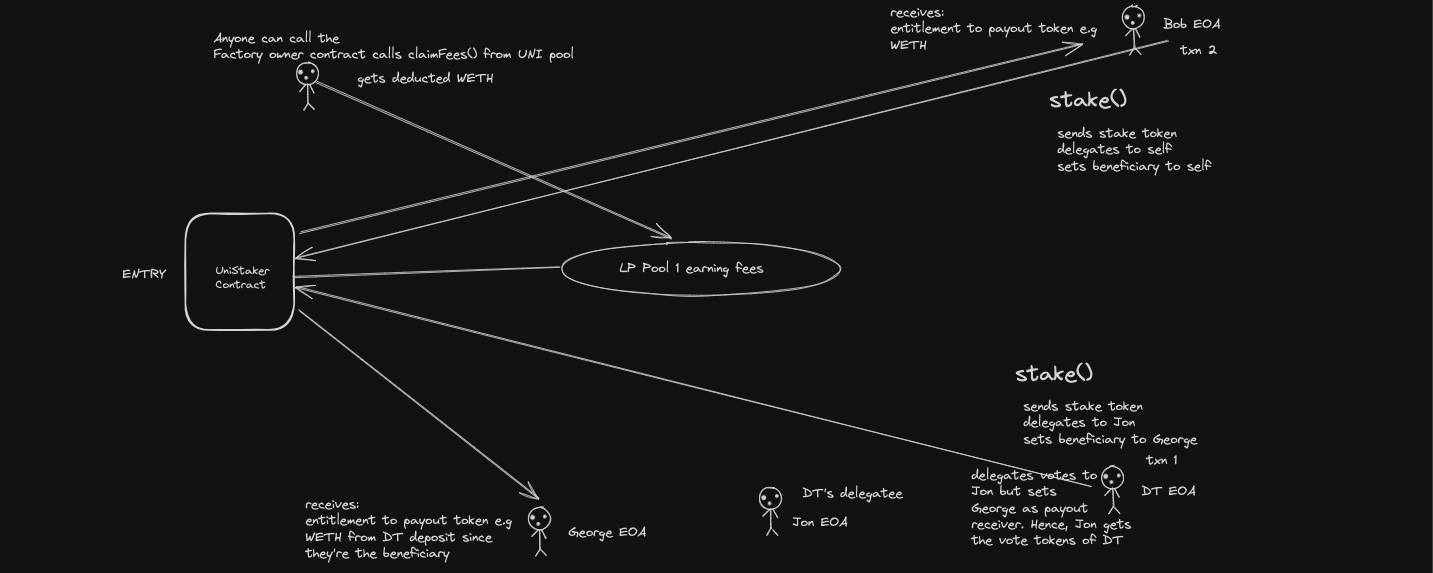 Anyone can call the
Factory owner contract calls claimFees() from UNI pool
gets deducted WETH
receives:
entitlement to payout token e.g
WETH
Bob EOA
txn 2
stake()
sends stake token
delegates to self
sets beneficiary to self
ENTRY
UniStaker
Contract
LP Pool 1 earning fees
stake()
sends stake token
delegates to Jon
sets beneficiary to George
txn 1
delegates votes to
Jon but sets
George as payout
receiver. Hence, Jon gets
the vote tokens of DT
DT EOA
DT's delegatee
Jon EOA
receives:
entitlement to payout token e.g
WETH from DT deposit since
they're the beneficiary
George EOA